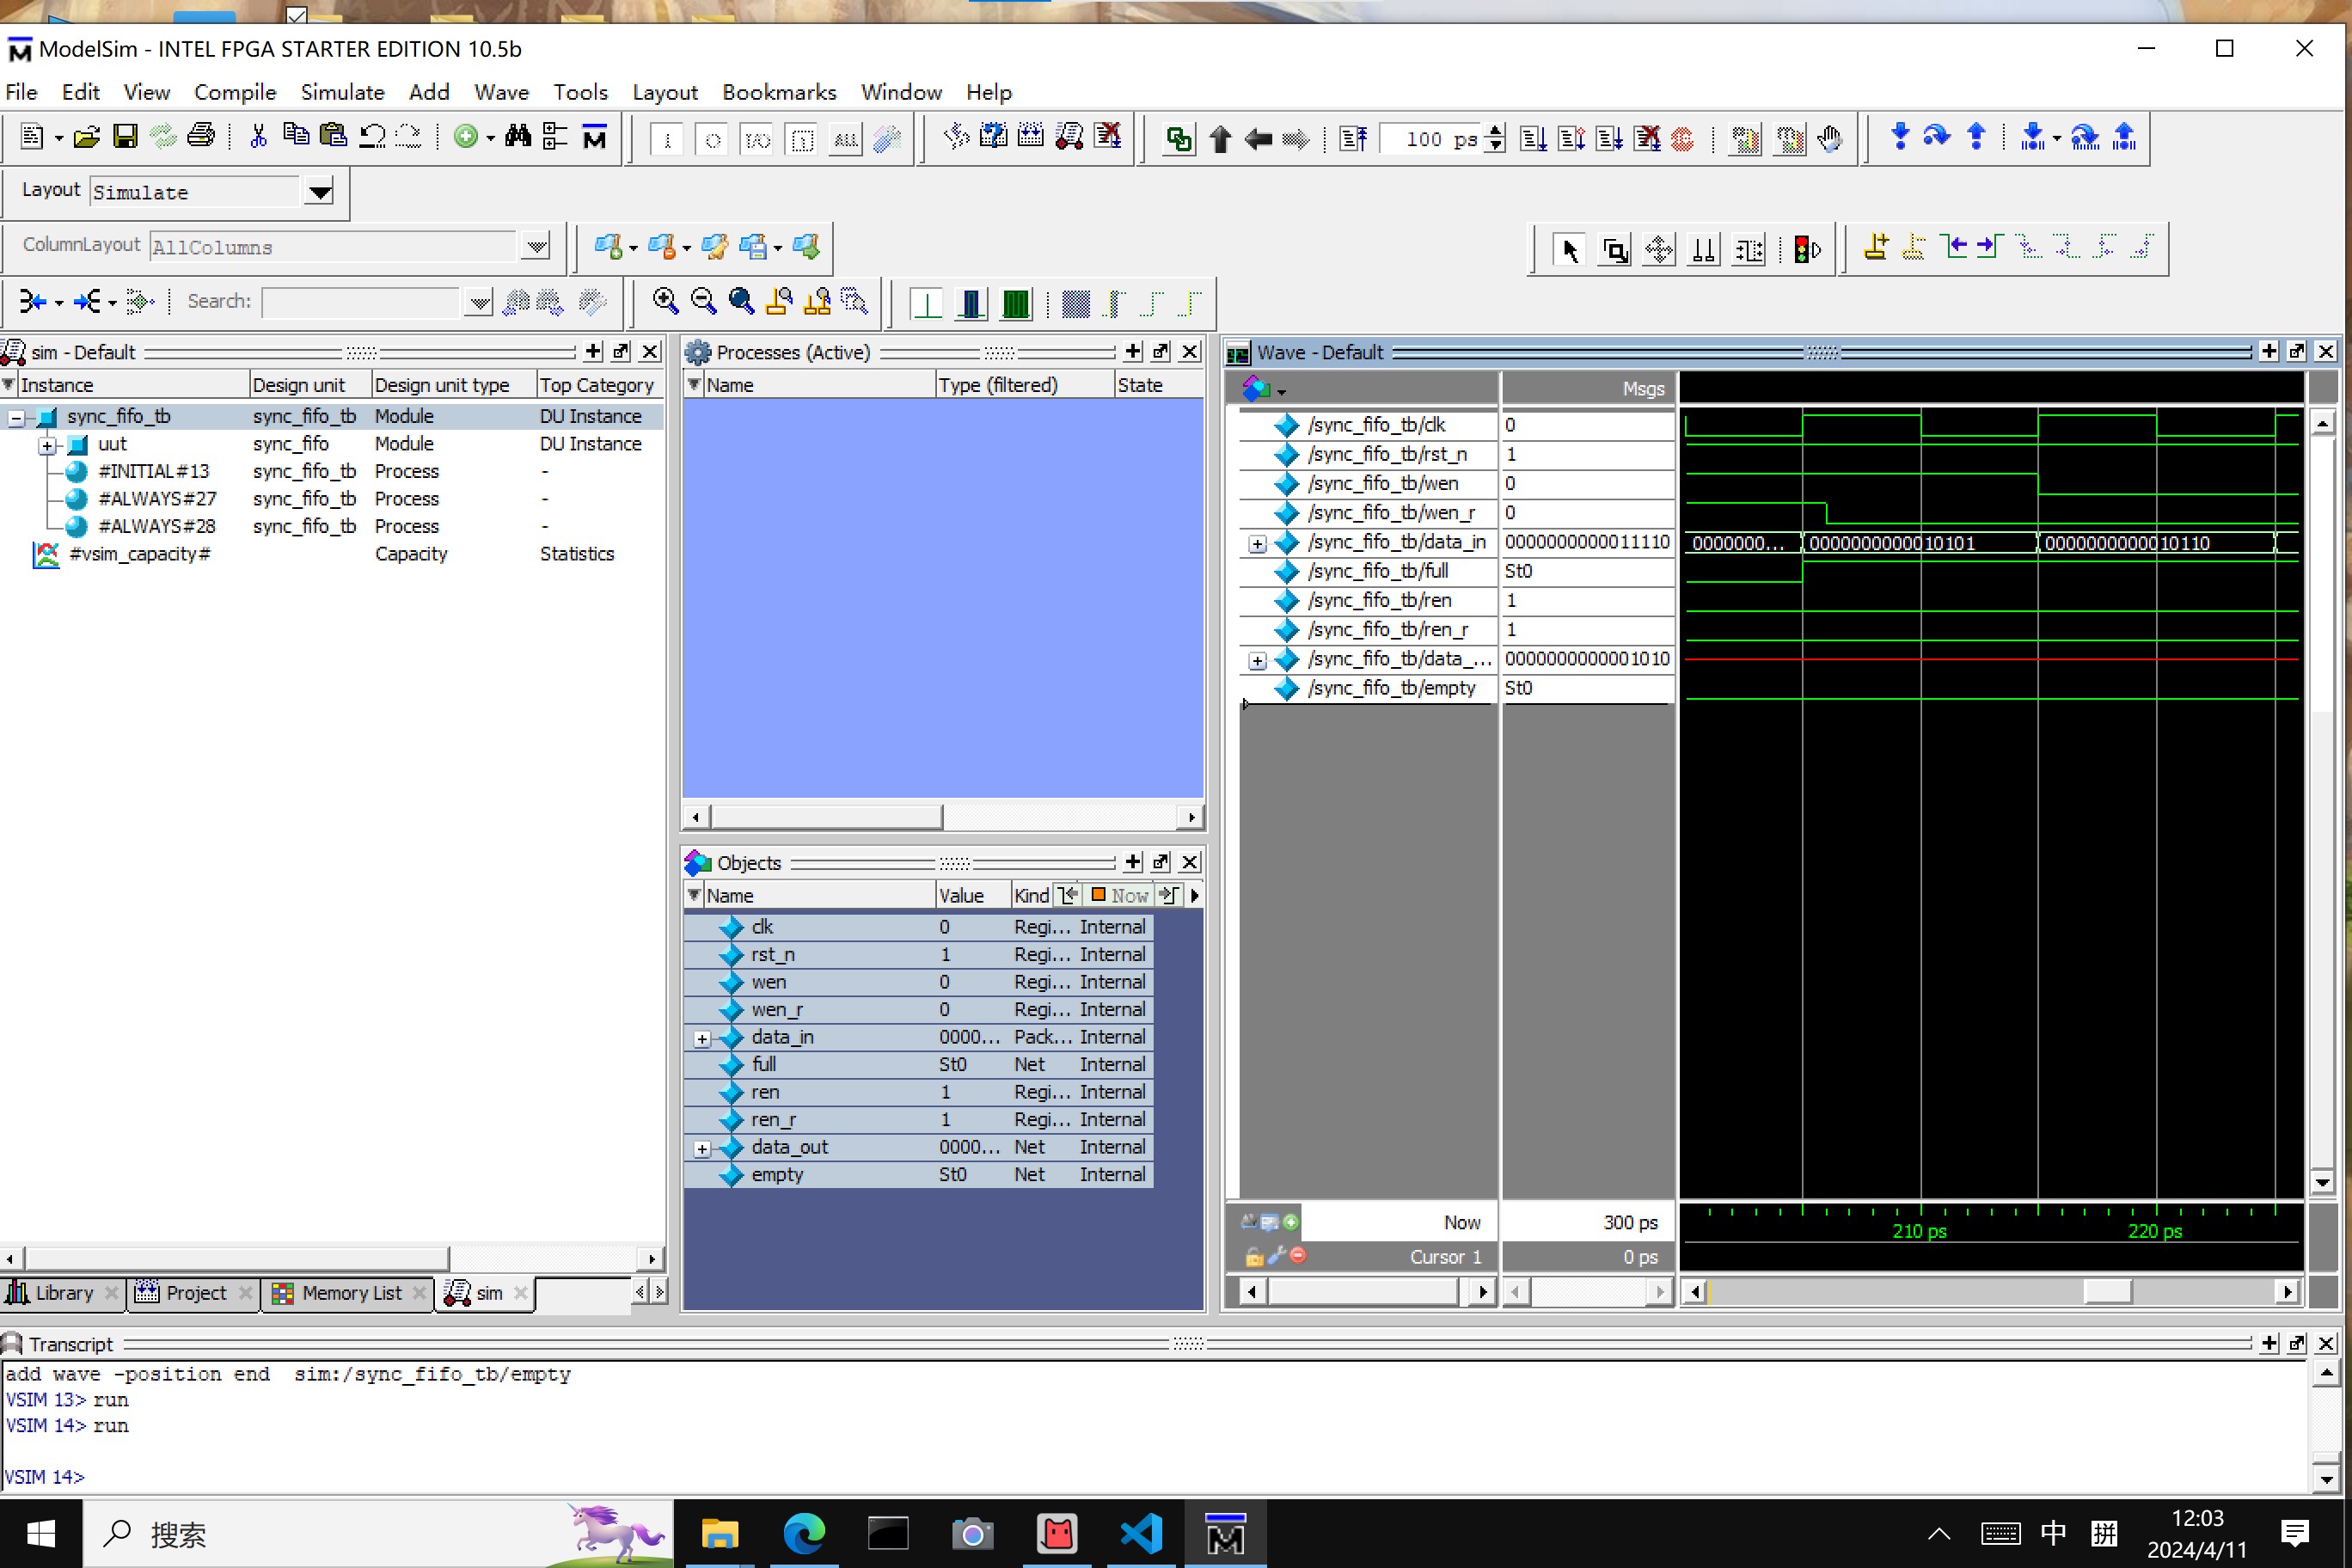 ModelSim - INTEL FPGA STARTER EDITION 10.5b
File Edit View Compile Simulate Add Wave Tools Layout Bookmarks Window Help
100 ps
Layout Simulate
ColumnLayout AllColumns
Search:
sim - Default
Instance Design unit Design unit type Top Category
sync_fifo_tb sync_fifo_tb Module DU Instance
uut sync_fifo Module DU Instance
#INITIAL#13 sync_fifo_tb Process -
#ALWAYS#27 sync_fifo_tb Process -
#ALWAYS#28 sync_fifo_tb Process -
#vsim_capacity# Capacity Statistics
Library Project Memory List sim
Processes (Active)
Name Type (filtered) State
Objects
Name Value Kind Now
clk 0 Regi... Internal
rst_n 1 Regi... Internal
wen 0 Regi... Internal
wen_r 0 Regi... Internal
data_in 0000... Pack... Internal
full St0 Net Internal
ren 1 Regi... Internal
ren_r 1 Regi... Internal
data_out 0000... Net Internal
empty St0 Net Internal
Wave - Default
Msgs
/sync_fifo_tb/clk 0
/sync_fifo_tb/rst_n 1
/sync_fifo_tb/wen 0
/sync_fifo_tb/wen_r 0
/sync_fifo_tb/data_in 0000000000011110 0000000... 0000000000010101 0000000000010110
/sync_fifo_tb/full St0
/sync_fifo_tb/ren 1
/sync_fifo_tb/ren_r 1
/sync_fifo_tb/data_... 0000000000001010
/sync_fifo_tb/empty St0
Now 300 ps 210 ps 220 ps
Cursor 1 0 ps
Transcript
add wave -position end  sim:/sync_fifo_tb/empty
VSIM 13> run
VSIM 14> run
VSIM 14>
搜索
中 拼 12:03
2024/4/11